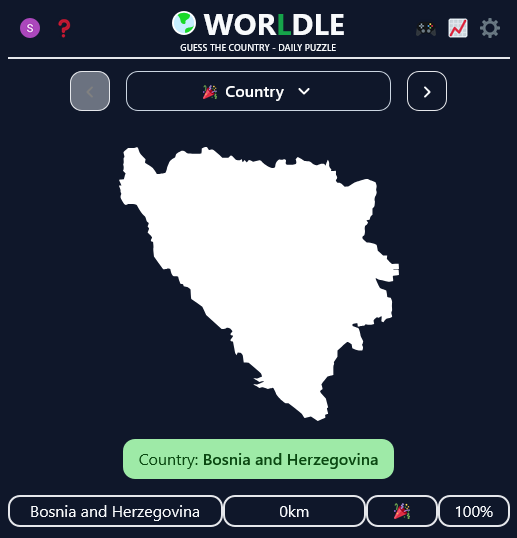 S ❓ WORLDLE
GUESS THE COUNTRY - DAILY PUZZLE
🎉 Country
Country: Bosnia and Herzegovina
Bosnia and Herzegovina 0km 🎉 100%